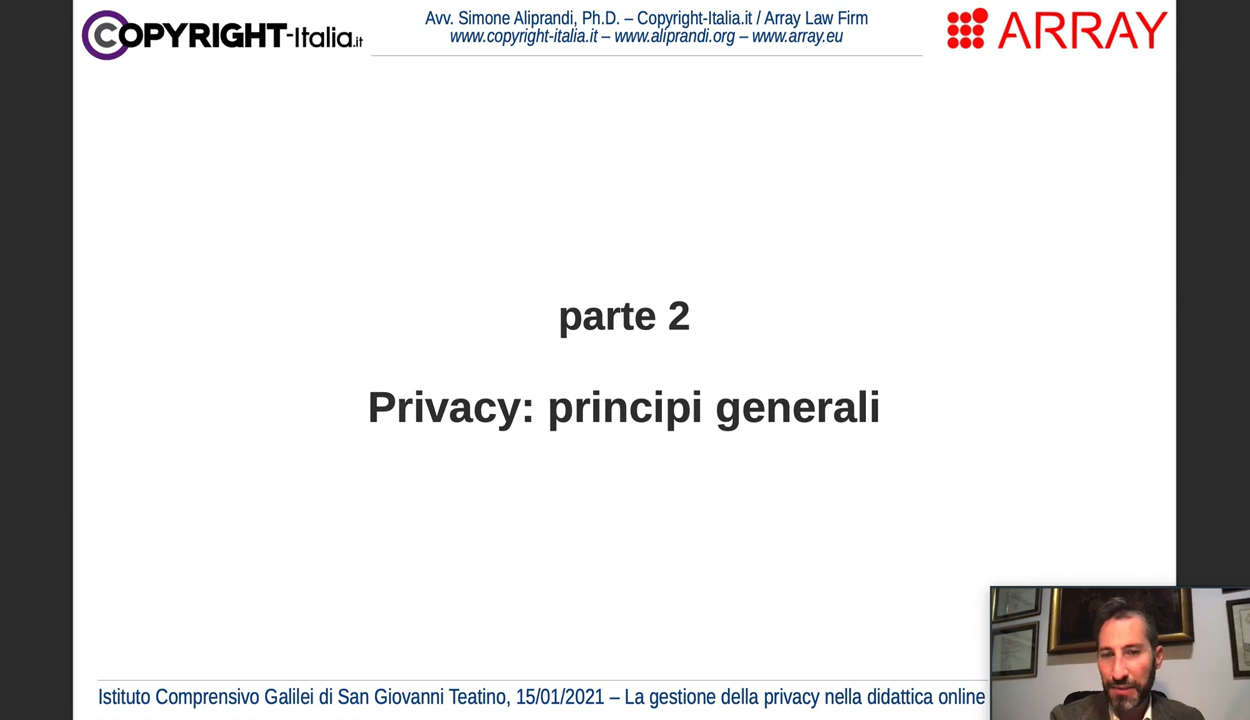 COPYRIGHT-Italia.it
Avv. Simone Aliprandi, Ph.D. – Copyright-Italia.it / Array Law Firm
www.copyright-italia.it – www.aliprandi.org – www.array.eu
ARRAY
parte 2
Privacy: principi generali
Istituto Comprensivo Galilei di San Giovanni Teatino, 15/01/2021 – La gestione della privacy nella didattica online